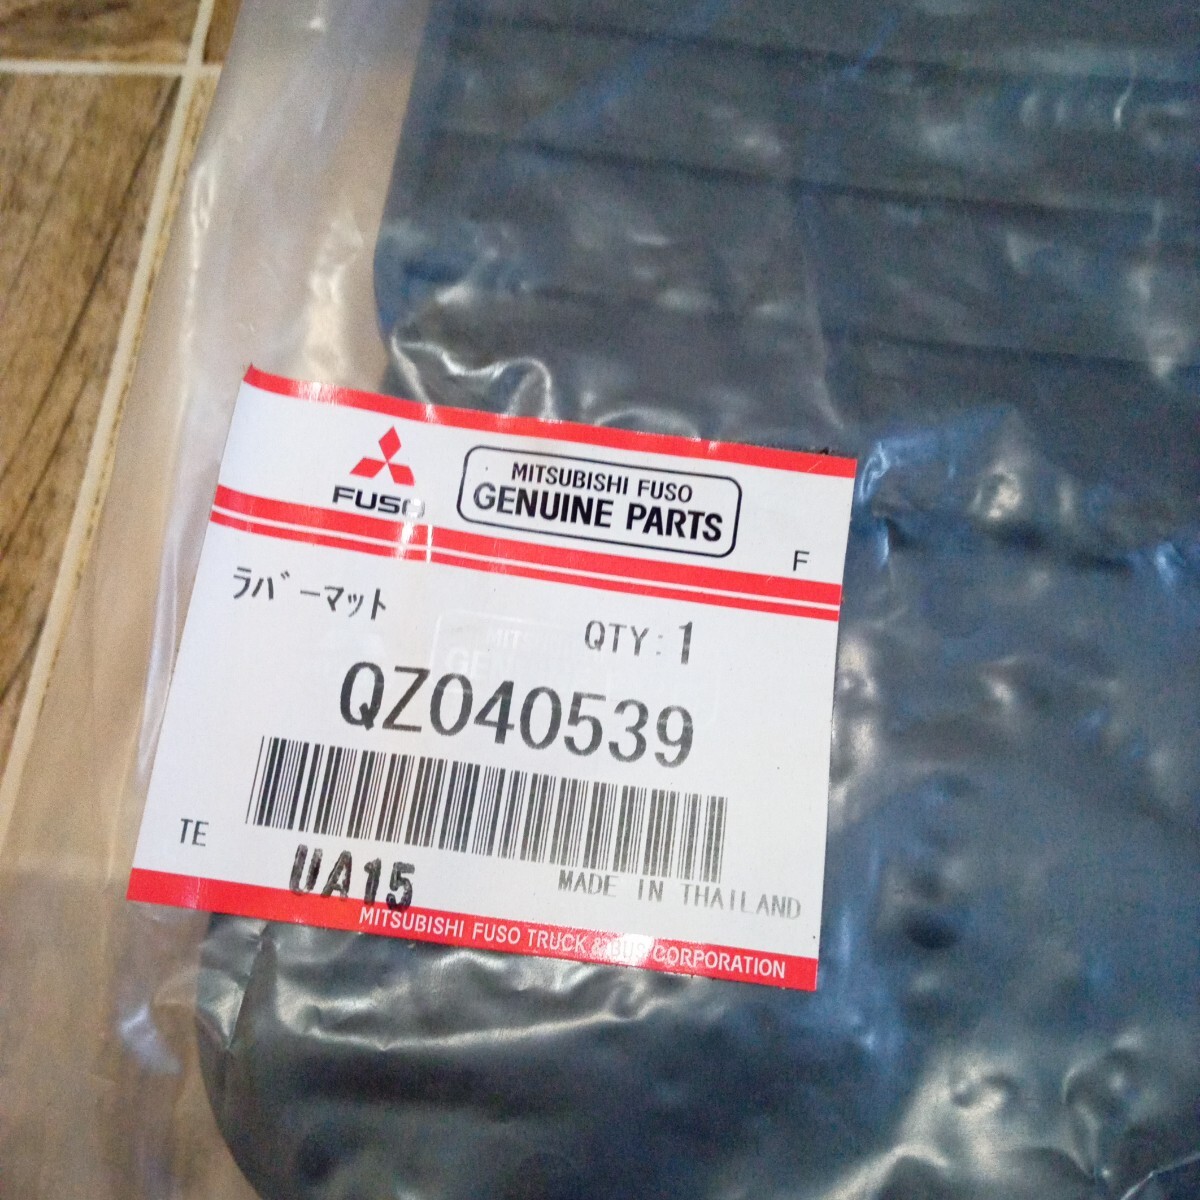 FUSO
MITSUBISHI FUSO
GENUINE PARTS
F
ラバーマット
QTY: 1
QZ040539
TE
UA15
MADE IN THAILAND
MITSUBISHI FUSO TRUCK & BUS CORPORATION